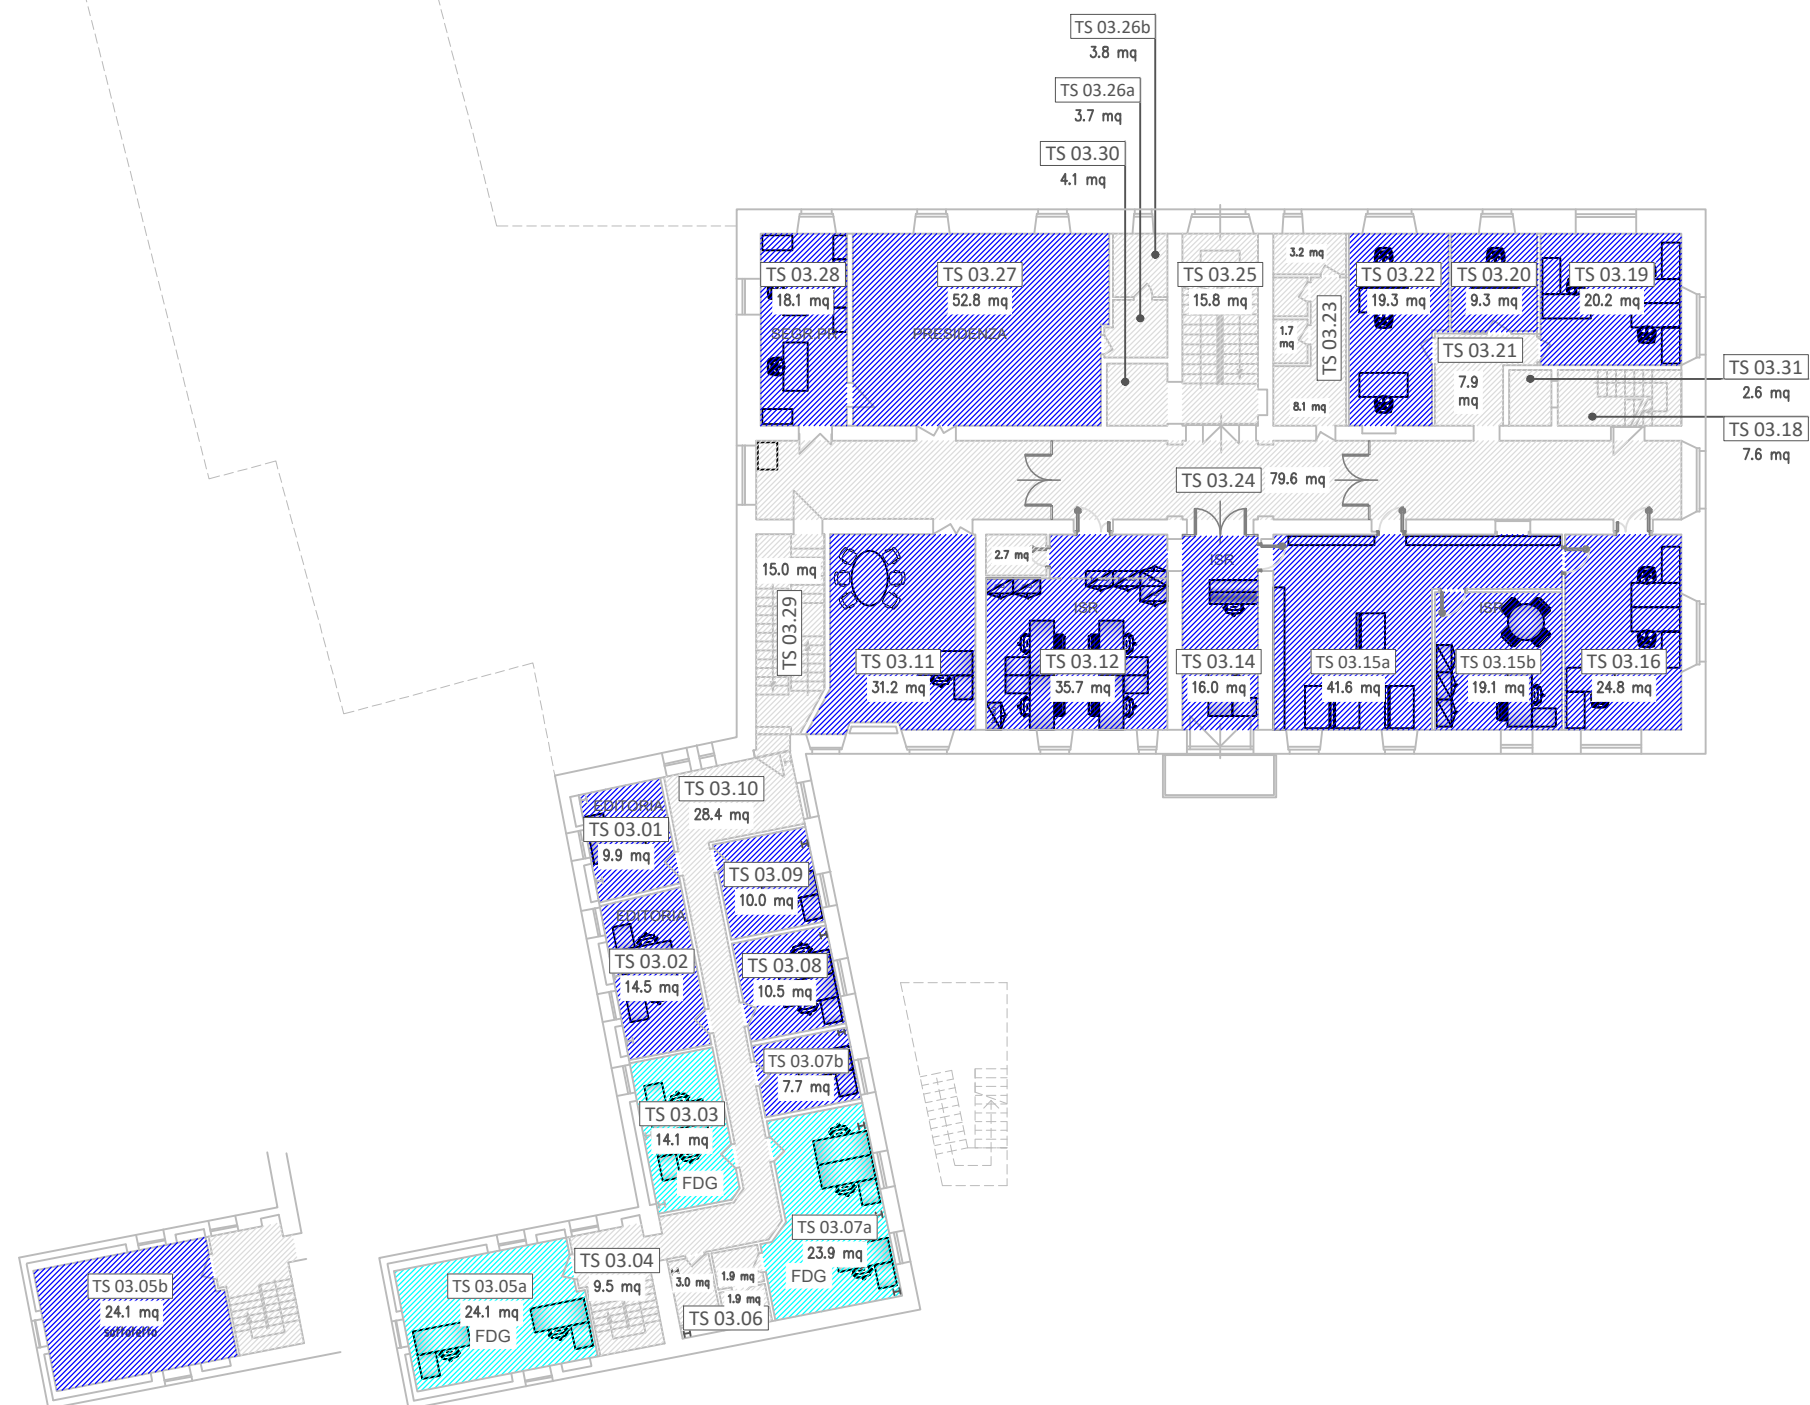 TS 03.26b
3.8 mq
TS 03.26a
3.7 mq
TS 03.30
4.1 mq
TS 03.28
18.1 mq
SEGR.PR
TS 03.27
52.8 mq
PRESIDENZA
TS 03.25
15.8 mq
3.2 mq
1.7
mq
TS 03.23
8.1 mq
TS 03.22
19.3 mq
TS 03.20
9.3 mq
TS 03.19
20.2 mq
TS 03.21
7.9
mq
TS 03.31
2.6 mq
TS 03.18
7.6 mq
TS 03.24
79.6 mq
15.0 mq
TS 03.29
TS 03.11
31.2 mq
2.7 mq
ISR
TS 03.12
35.7 mq
ISR
TS 03.14
16.0 mq
TS 03.15a
41.6 mq
ISR
TS 03.15b
19.1 mq
TS 03.16
24.8 mq
TS 03.10
28.4 mq
EDITORIA
TS 03.01
9.9 mq
TS 03.09
10.0 mq
EDITORIA
TS 03.02
14.5 mq
TS 03.08
10.5 mq
TS 03.07b
7.7 mq
TS 03.03
14.1 mq
FDG
TS 03.07a
23.9 mq
FDG
TS 03.04
9.5 mq
3.0 mq
1.9 mq
1.9 mq
TS 03.06
TS 03.05b
24.1 mq
sottotetto
TS 03.05a
24.1 mq
FDG